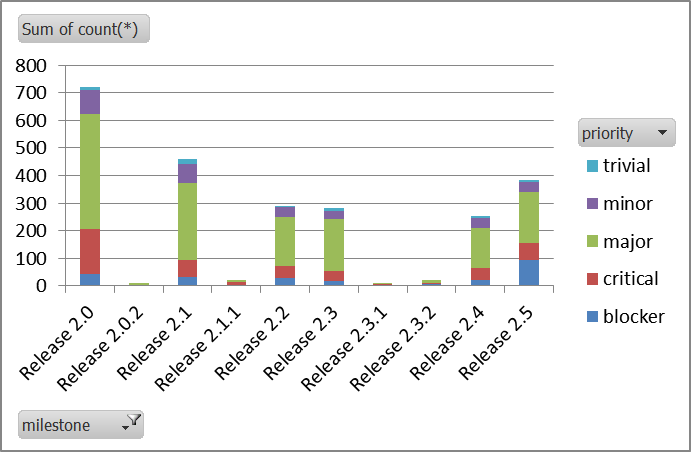 Sum of count(*)
800
700
600
500
400
300
200
100
0
Release 2.0
Release 2.0.2
Release 2.1
Release 2.1.1
Release 2.2
Release 2.3
Release 2.3.1
Release 2.3.2
Release 2.4
Release 2.5
priority
trivial
minor
major
critical
blocker
milestone